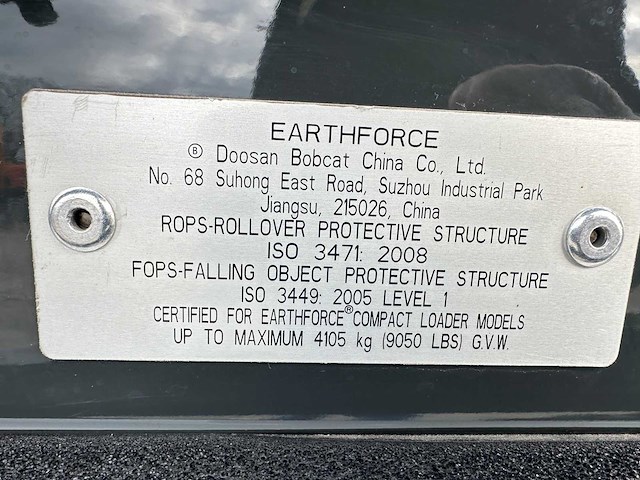 EARTHFORCE
® Doosan Bobcat China Co., Ltd.
No. 68 Suhong East Road, Suzhou Industrial Park
Jiangsu, 215026, China
ROPS-ROLLOVER PROTECTIVE STRUCTURE
ISO 3471: 2008
FOPS-FALLING OBJECT PROTECTIVE STRUCTURE
ISO 3449: 2005 LEVEL 1
CERTIFIED FOR EARTHFORCE® COMPACT LOADER MODELS
UP TO MAXIMUM 4105 kg (9050 LBS) G.V.W.